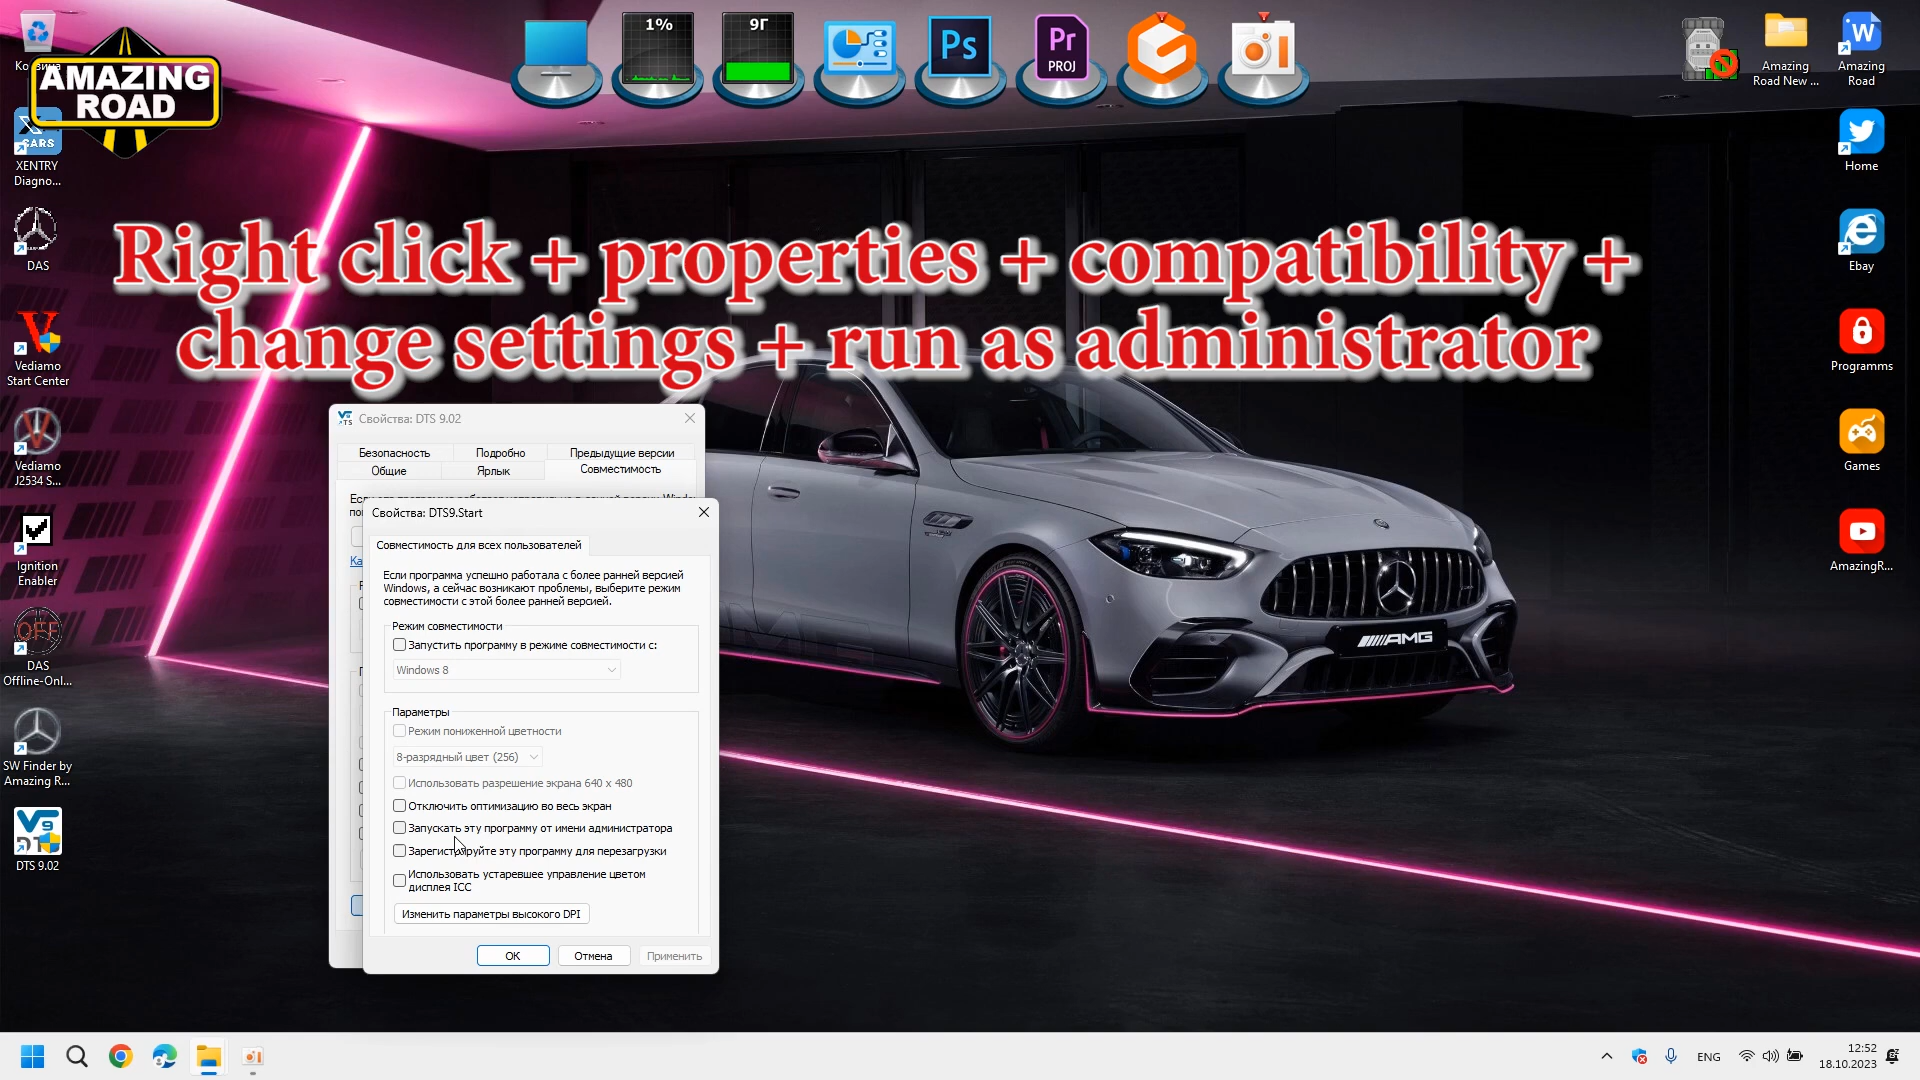 Корзина
AMAZING
ROAD
CARS
XENTRY
Diagno...
DAS
Vediamo
Start Center
Vediamo
J2534 S...
Ignition
Enabler
OFF
DAS
Offline-Onl...
SW Finder by
Amazing R...
DTS 9.02
1%
9Г
Ps
Pr
PROJ
Amazing
Road New ...
W
Amazing
Road
Home
Ebay
Programms
Games
AmazingR...
Right click + properties + compatibility +
change settings + run as administrator
Свойства: DTS 9.02
Безопасность
Подробно
Предыдущие версии
Общие
Ярлык
Совместимость
Свойства: DTS9.Start
Совместимость для всех пользователей
Если программа успешно работала с более ранней версией
Windows, а сейчас возникают проблемы, выберите режим
совместимости с этой более ранней версией.
Режим совместимости
Запустить программу в режиме совместимости с:
Windows 8
Параметры
Режим пониженной цветности
8-разрядный цвет (256)
Использовать разрешение экрана 640 x 480
Отключить оптимизацию во весь экран
Запускать эту программу от имени администратора
Зарегистрируйте эту программу для перезагрузки
Использовать устаревшее управление цветом
дисплея ICC
Изменить параметры высокого DPI
ОК
Отмена
Применить
AMG
ENG
12:52
18.10.2023